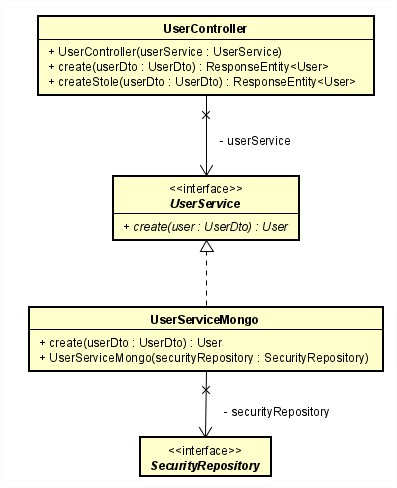 UserController
+ UserController(userService : UserService)
+ create(userDto : UserDto) : ResponseEntity<User>
+ createStole(userDto : UserDto) : ResponseEntity<User>
- userService
<<interface>>
UserService
+ create(user : UserDto) : User
UserServiceMongo
+ create(userDto : UserDto) : User
+ UserServiceMongo(securityRepository : SecurityRepository)
- securityRepository
<<interface>>
SecurityRepository